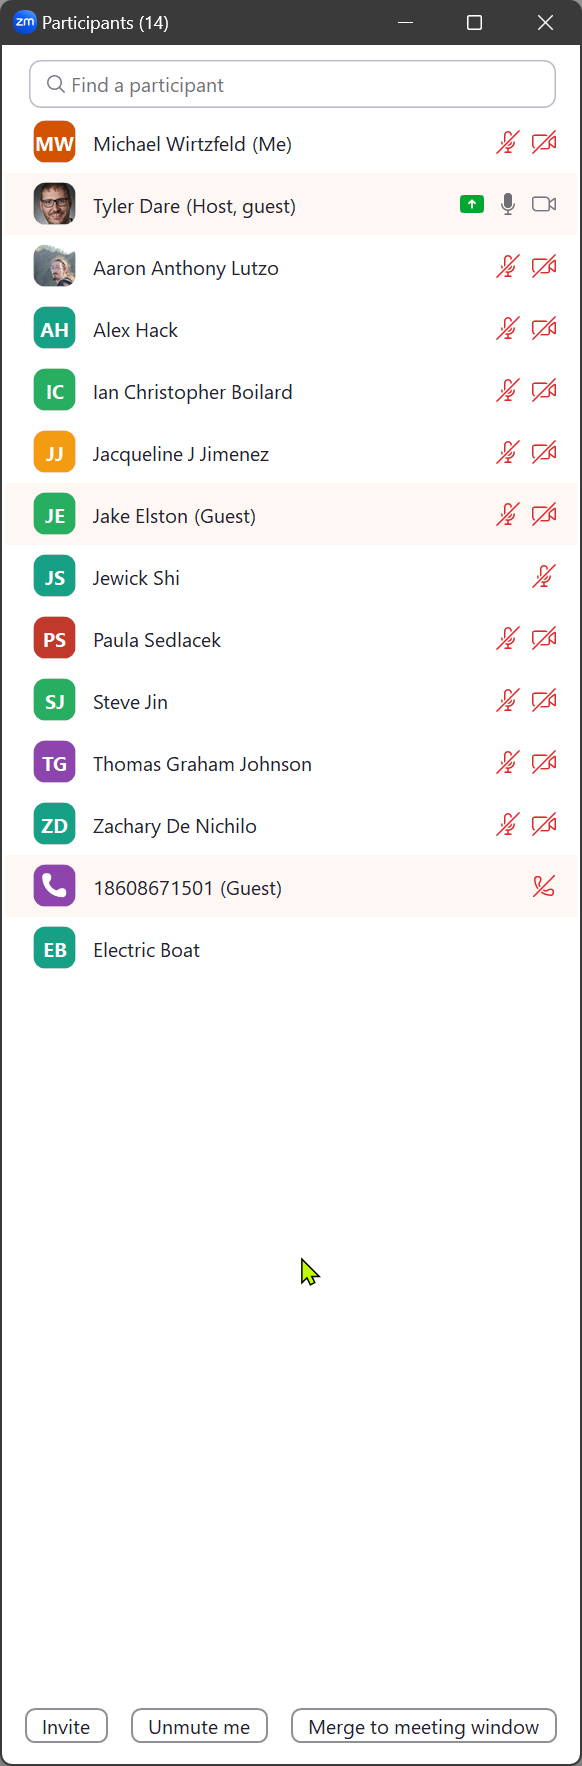 zm Participants (14)
Find a participant
MW Michael Wirtzfeld (Me)
Tyler Dare (Host, guest)
Aaron Anthony Lutzo
AH Alex Hack
IC Ian Christopher Boilard
JJ Jacqueline J Jimenez
JE Jake Elston (Guest)
JS Jewick Shi
PS Paula Sedlacek
SJ Steve Jin
TG Thomas Graham Johnson
ZD Zachary De Nichilo
18608671501 (Guest)
EB Electric Boat
Invite Unmute me Merge to meeting window